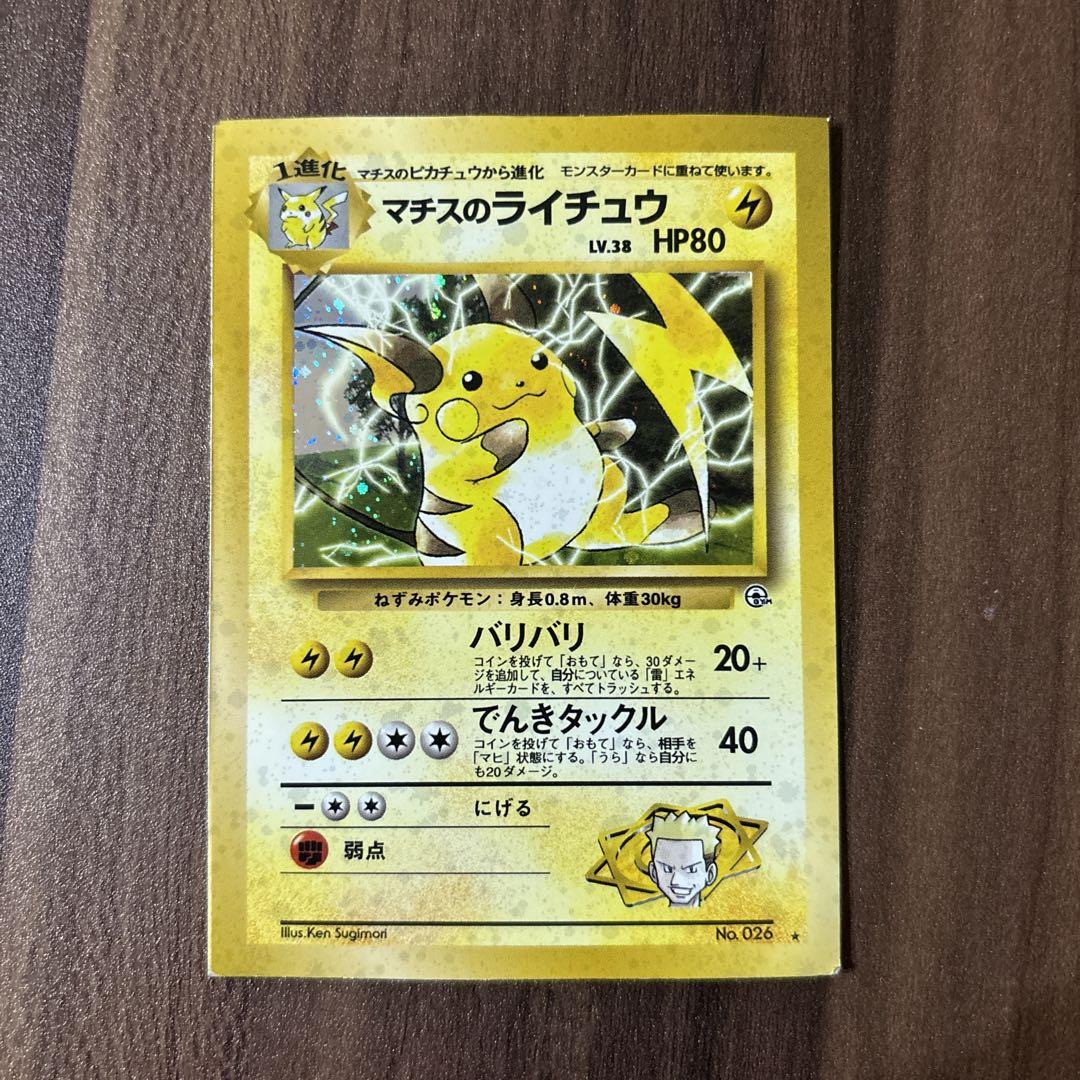 1進化 マチスのピカチュウから進化 モンスターカードに重ねて使います。
マチスのライチュウ
LV.38 HP80
ねずみポケモン：身長0.8m、体重30kg
GYM
バリバリ
コインを投げて「おもて」なら、30ダメー
ジを追加して、自分についている「雷」エネ
ルギーカードを、すべてトラッシュする。
20+
でんきタックル
コインを投げて「おもて」なら、相手を
「マヒ」状態にする。「うら」なら自分に
も20ダメージ。
40
にげる
弱点
Illus.Ken Sugimori
No. 026 ★